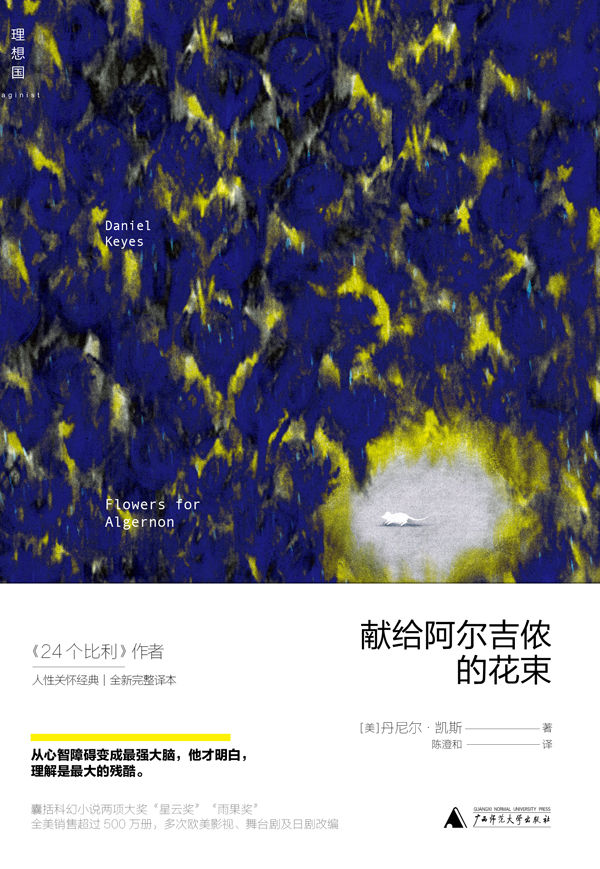 理
想
国
aginist
Daniel
Keyes
Flowers for
Algernon
献给阿尔吉侬
的花束
《24个比利》作者
人性关怀经典|全新完整译本
[美]丹尼尔·凯斯 著
陈澄和 译
从心智障碍变成最强大脑，他才明白，
理解是最大的残酷。
囊括科幻小说两项大奖“星云奖”“雨果奖”
全美销售超过500万册，多次欧美影视、舞台剧及日剧改编
GUANGXI NORMAL UNIVERSITY PRESS
广西师范大学出版社